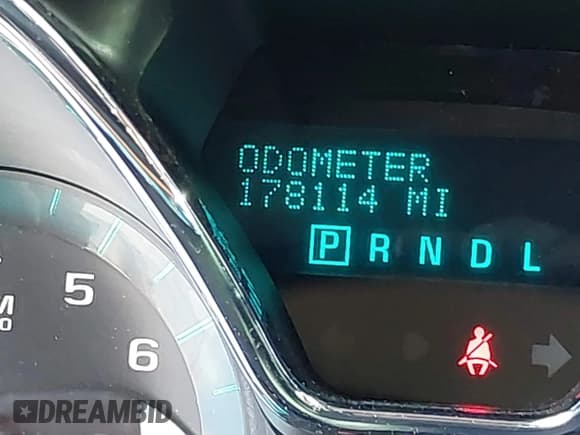 ODOMETER
178114 MI
P R N D L
5
6
DREAMBID